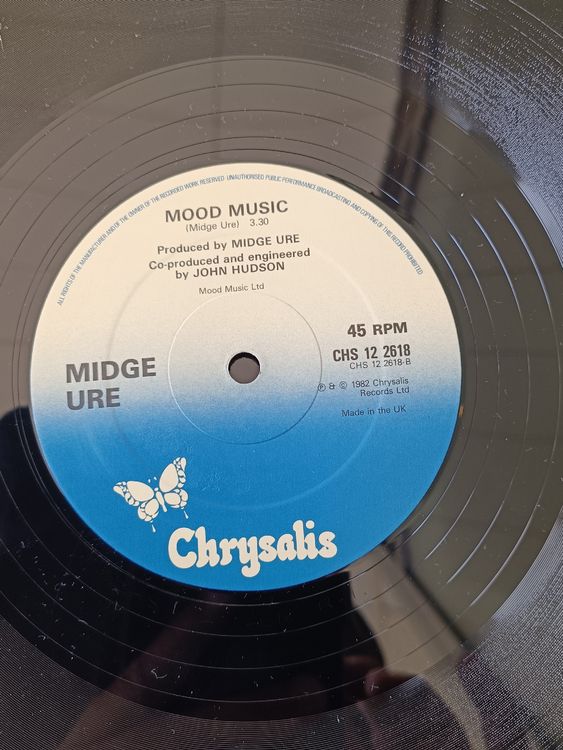 ALL RIGHTS OF THE MANUFACTURER AND OF THE OWNER OF THE RECORDED WORK RESERVED UNAUTHORISED PUBLIC PERFORMANCE BROADCASTING AND COPYING OF THIS RECORD PROHIBITED
MOOD MUSIC
(Midge Ure) 3.30
Produced by MIDGE URE
Co-produced and engineered
by JOHN HUDSON
Mood Music Ltd
45 RPM
CHS 12 2618
CHS 12 2618-B
MIDGE
URE
℗ & © 1982 Chrysalis
Records Ltd
Made in the UK
Chrysalis